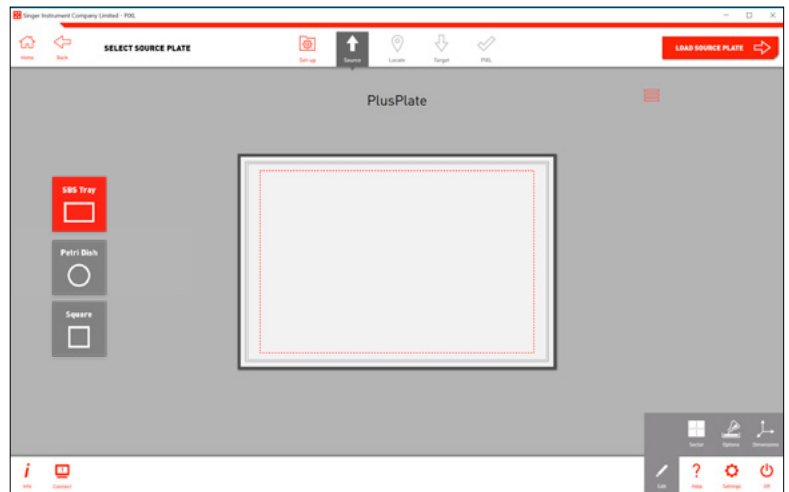 Singer Instrument Company Limited - PIXL
Home
Back
SELECT SOURCE PLATE
Set-up
Source
Locate
Target
PIXL
LOAD SOURCE PLATE
PlusPlate
SBS Tray
Petri Dish
Square
Sector
Options
Dimensions
Info
Connect
Edit
Help
Settings
Off